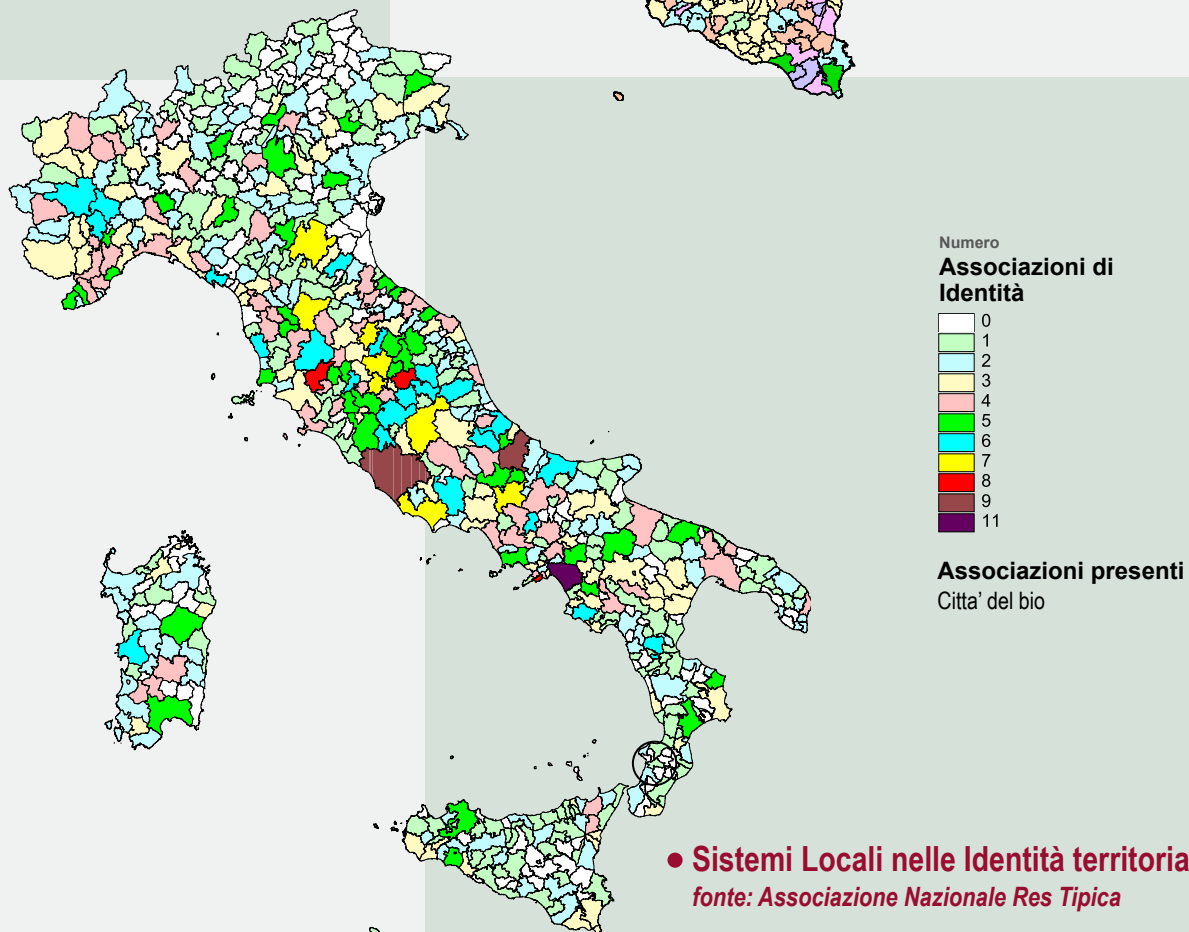 Numero
Associazioni di
Identità
0
1
2
3
4
5
6
7
8
9
11
Associazioni presenti
Citta' del bio
• Sistemi Locali nelle Identità territoria
fonte: Associazione Nazionale Res Tipica